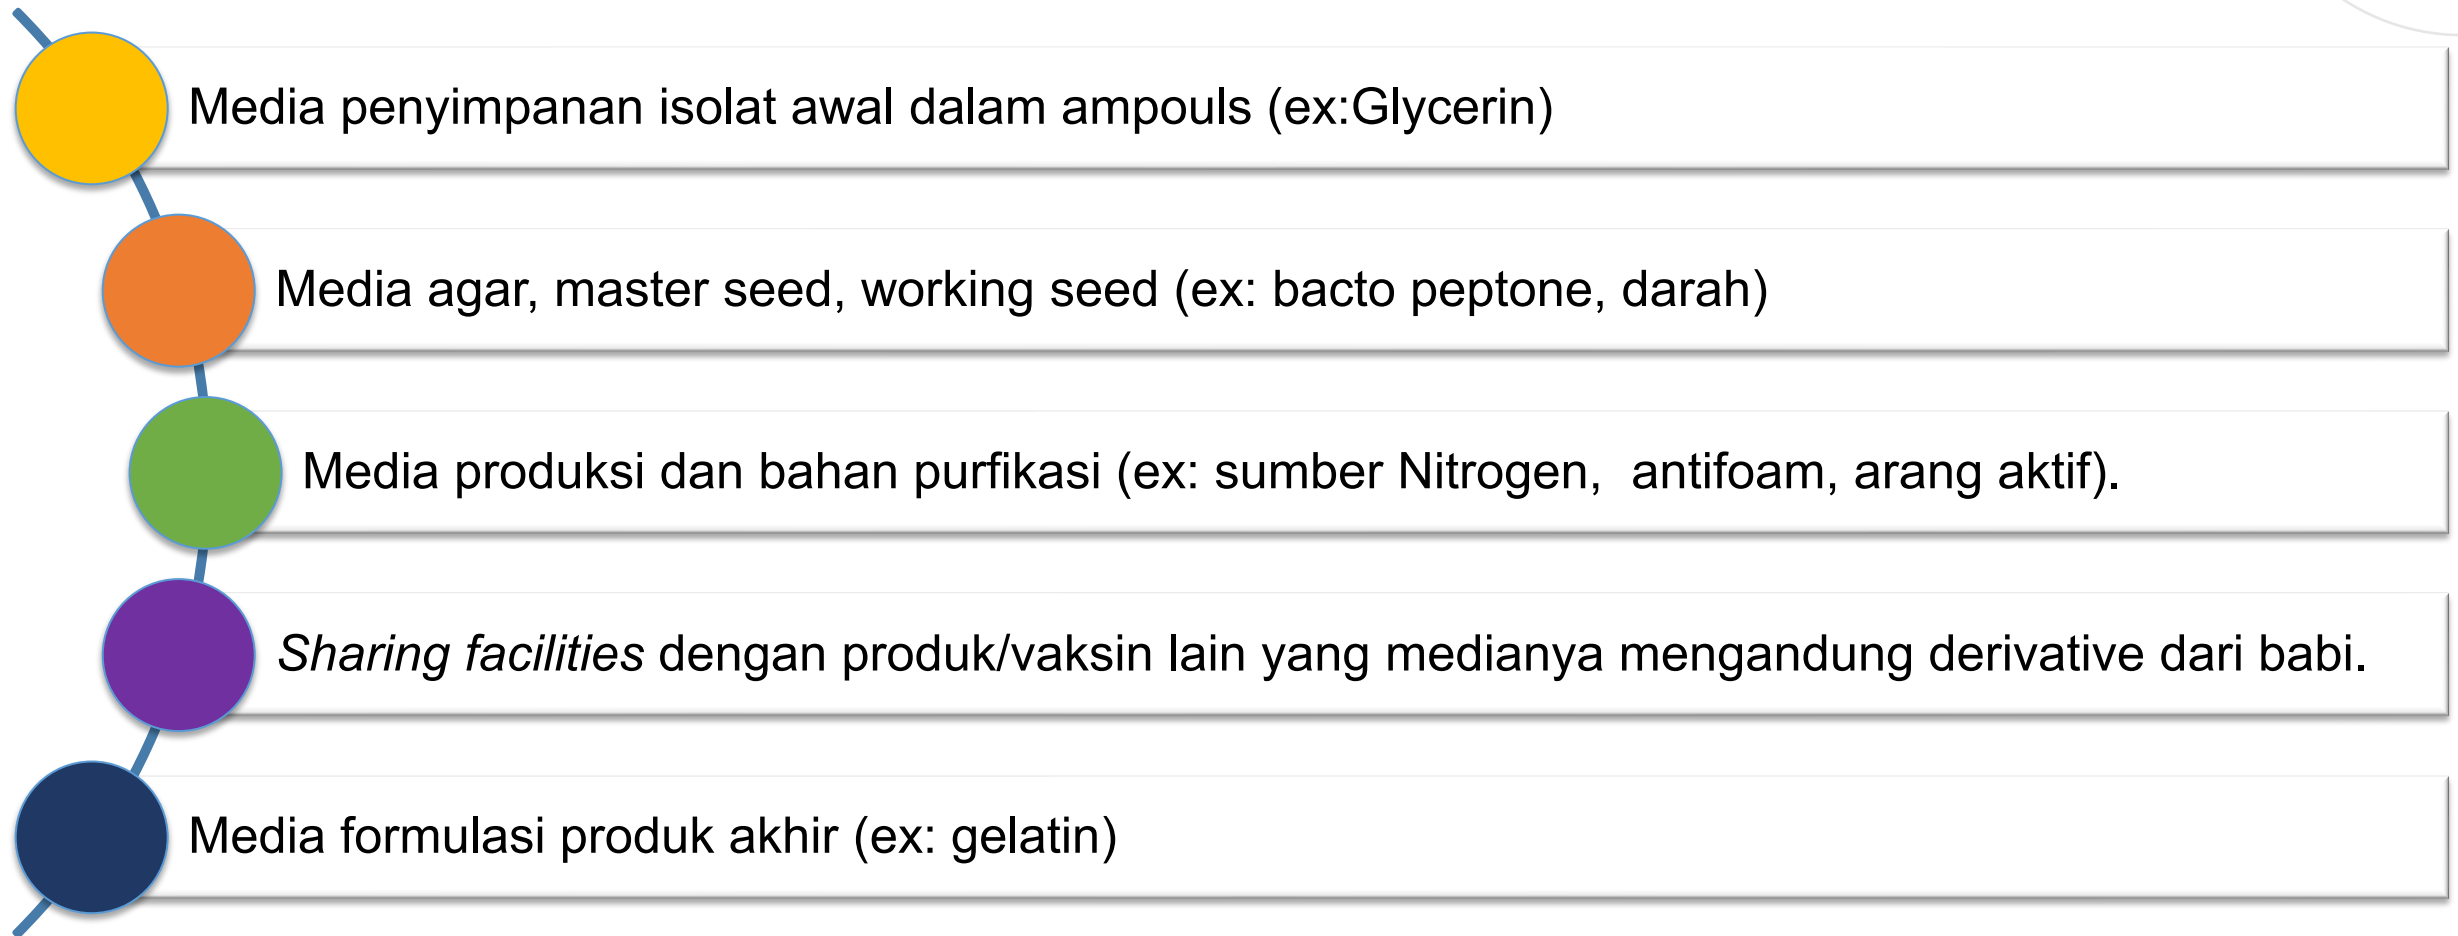 Media penyimpanan isolat awal dalam ampouls (ex:Glycerin)
Media agar, master seed, working seed (ex: bacto peptone, darah)
Media produksi dan bahan purfikasi (ex: sumber Nitrogen,  antifoam, arang aktif).
Sharing facilities dengan produk/vaksin lain yang medianya mengandung derivative dari babi.
Media formulasi produk akhir (ex: gelatin)